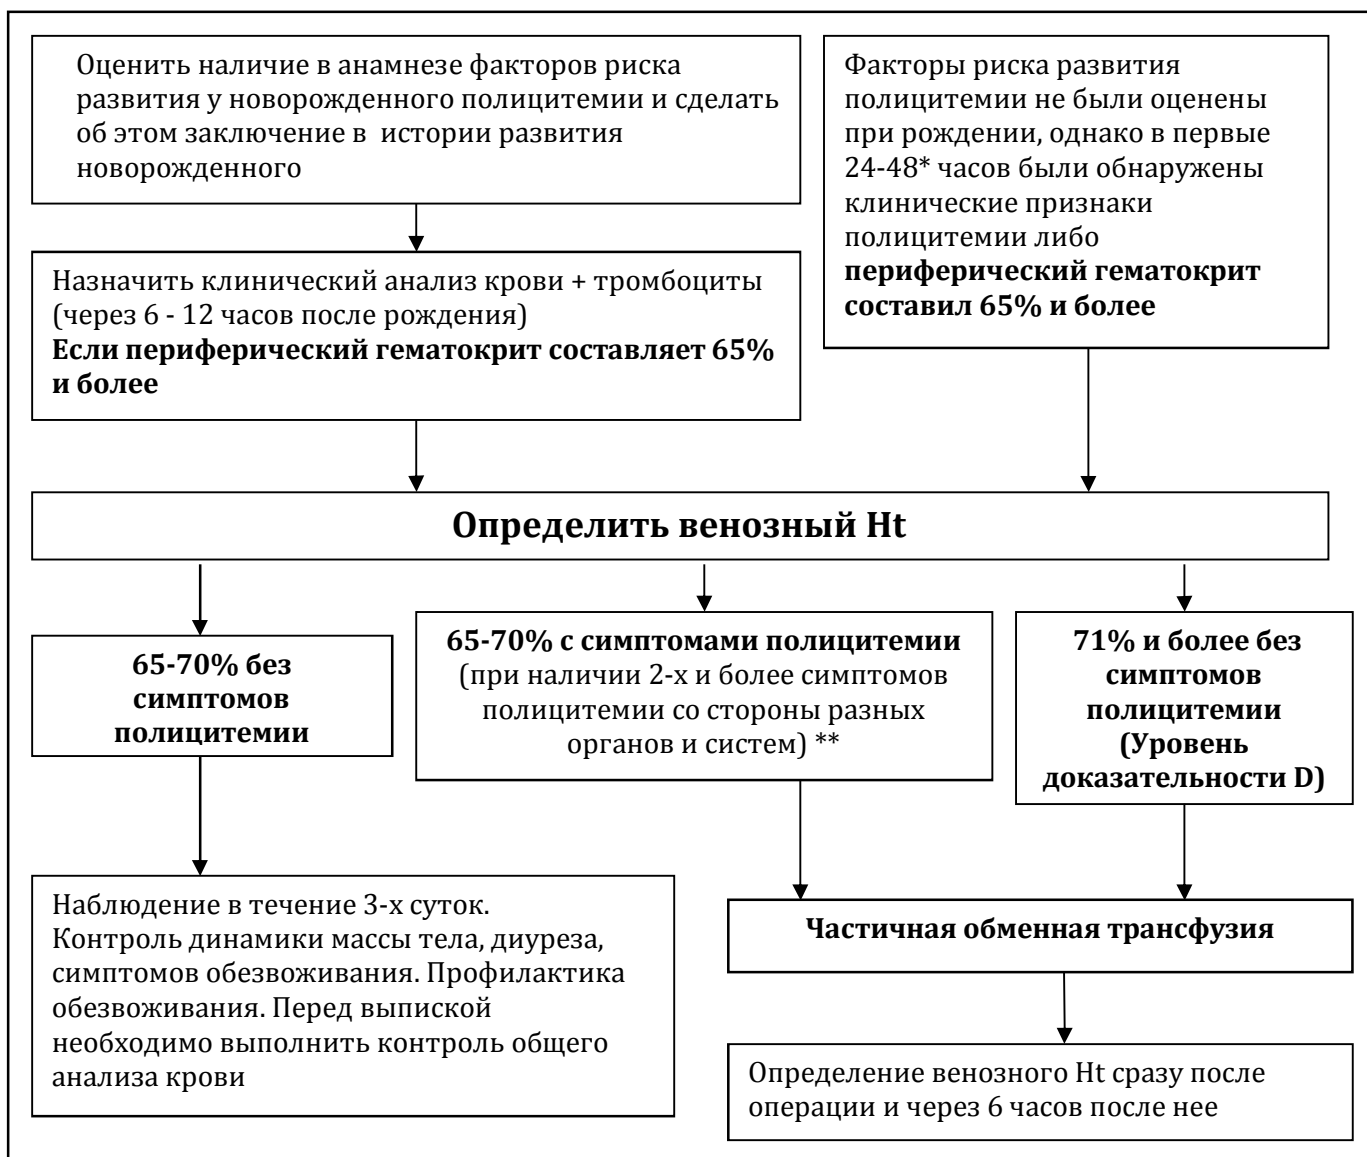 Оценить наличие в анамнезе факторов риска
развития у новорожденного полицитемии и сделать
об этом заключение в  истории развития
новорожденного
Факторы риска развития
полицитемии не были оценены
при рождении, однако в первые
24-48* часов были обнаружены
клинические признаки
полицитемии либо
периферический гематокрит
составил 65% и более
Назначить клинический анализ крови + тромбоциты
(через 6 - 12 часов после рождения)
Если периферический гематокрит составляет 65%
и более
Определить венозный Ht
65-70% без
симптомов
полицитемии
65-70% с симптомами полицитемии
(при наличии 2-х и более симптомов
полицитемии со стороны разных
органов и систем) **
71% и более без
симптомов
полицитемии
(Уровень
доказательности D)
Наблюдение в течение 3-х суток.
Контроль динамики массы тела, диуреза,
симптомов обезвоживания. Профилактика
обезвоживания. Перед выпиской
необходимо выполнить контроль общего
анализа крови
Частичная обменная трансфузия
Определение венозного Ht сразу после
операции и через 6 часов после нее